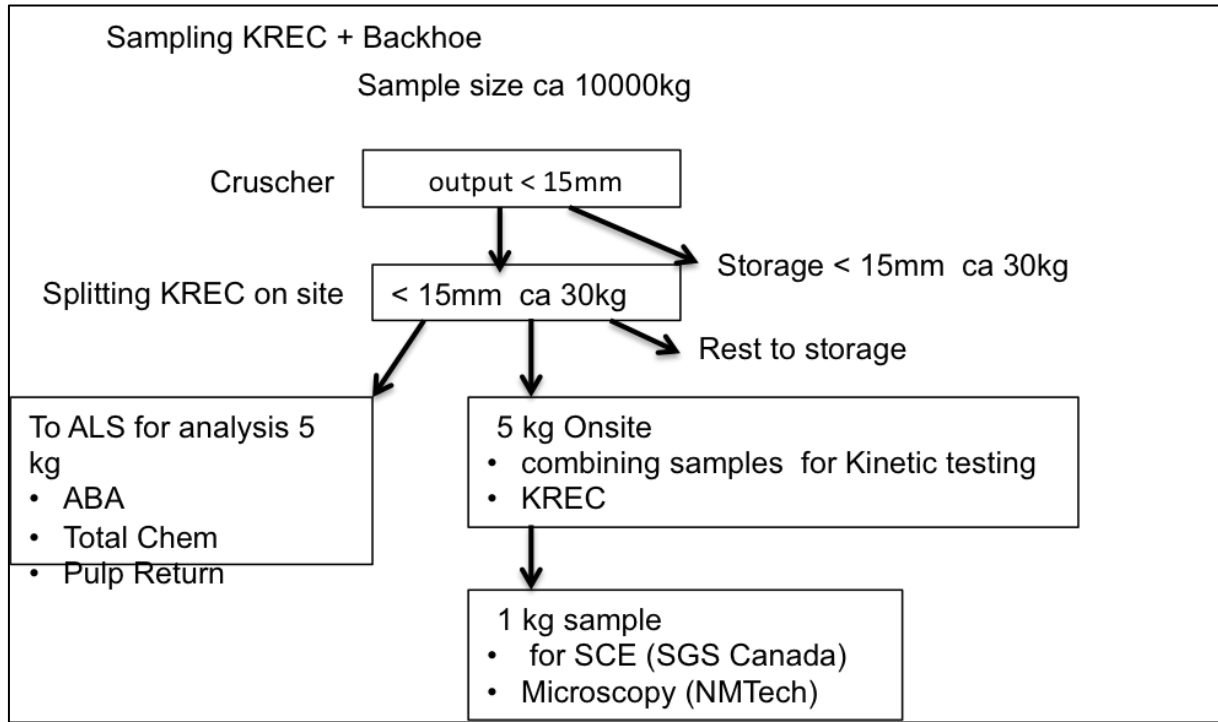 Sampling KREC + Backhoe
Sample size ca 10000kg
Cruscher
output < 15mm
Storage < 15mm ca 30kg
Splitting KREC on site
< 15mm ca 30kg
Rest to storage
To ALS for analysis 5
kg
• ABA
• Total Chem
• Pulp Return
5 kg Onsite
• combining samples for Kinetic testing
• KREC
1 kg sample
• for SCE (SGS Canada)
• Microscopy (NMTech)